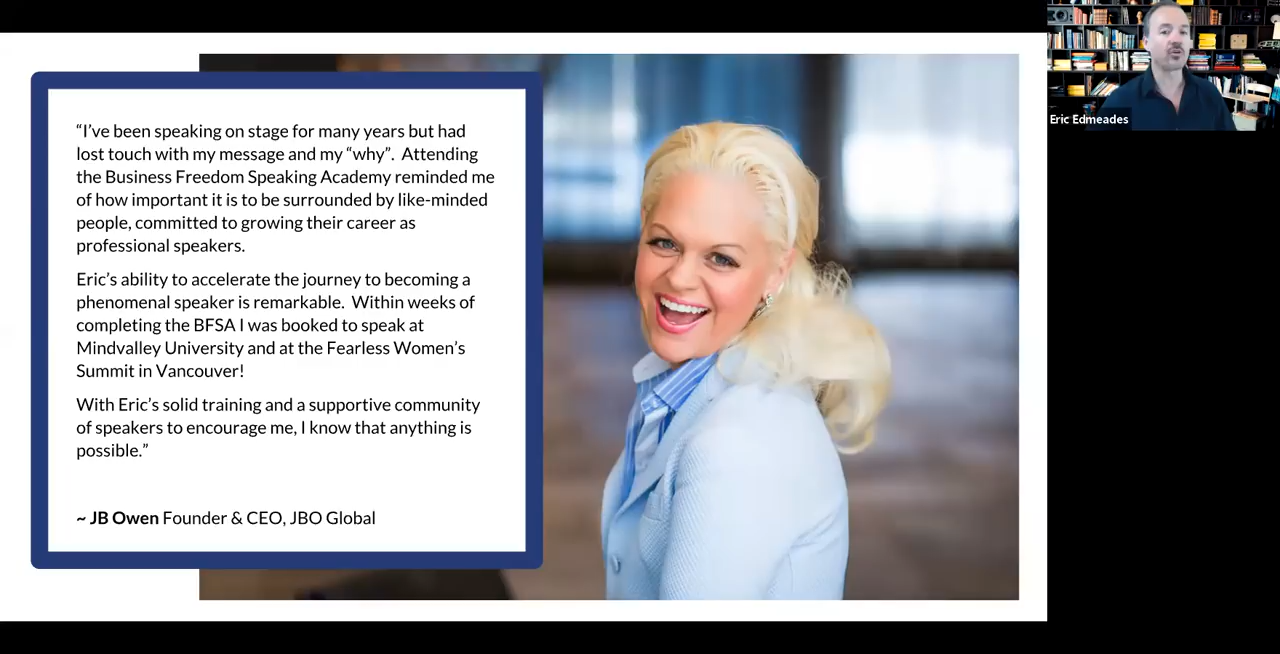 “I’ve been speaking on stage for many years but had
lost touch with my message and my “why”.  Attending
the Business Freedom Speaking Academy reminded me
of how important it is to be surrounded by like-minded
people, committed to growing their career as
professional speakers.
Eric’s ability to accelerate the journey to becoming a
phenomenal speaker is remarkable.  Within weeks of
completing the BFSA I was booked to speak at
Mindvalley University and at the Fearless Women’s
Summit in Vancouver!
With Eric’s solid training and a supportive community
of speakers to encourage me, I know that anything is
possible.”
~ JB Owen Founder & CEO, JBO Global
Eric Edmeades